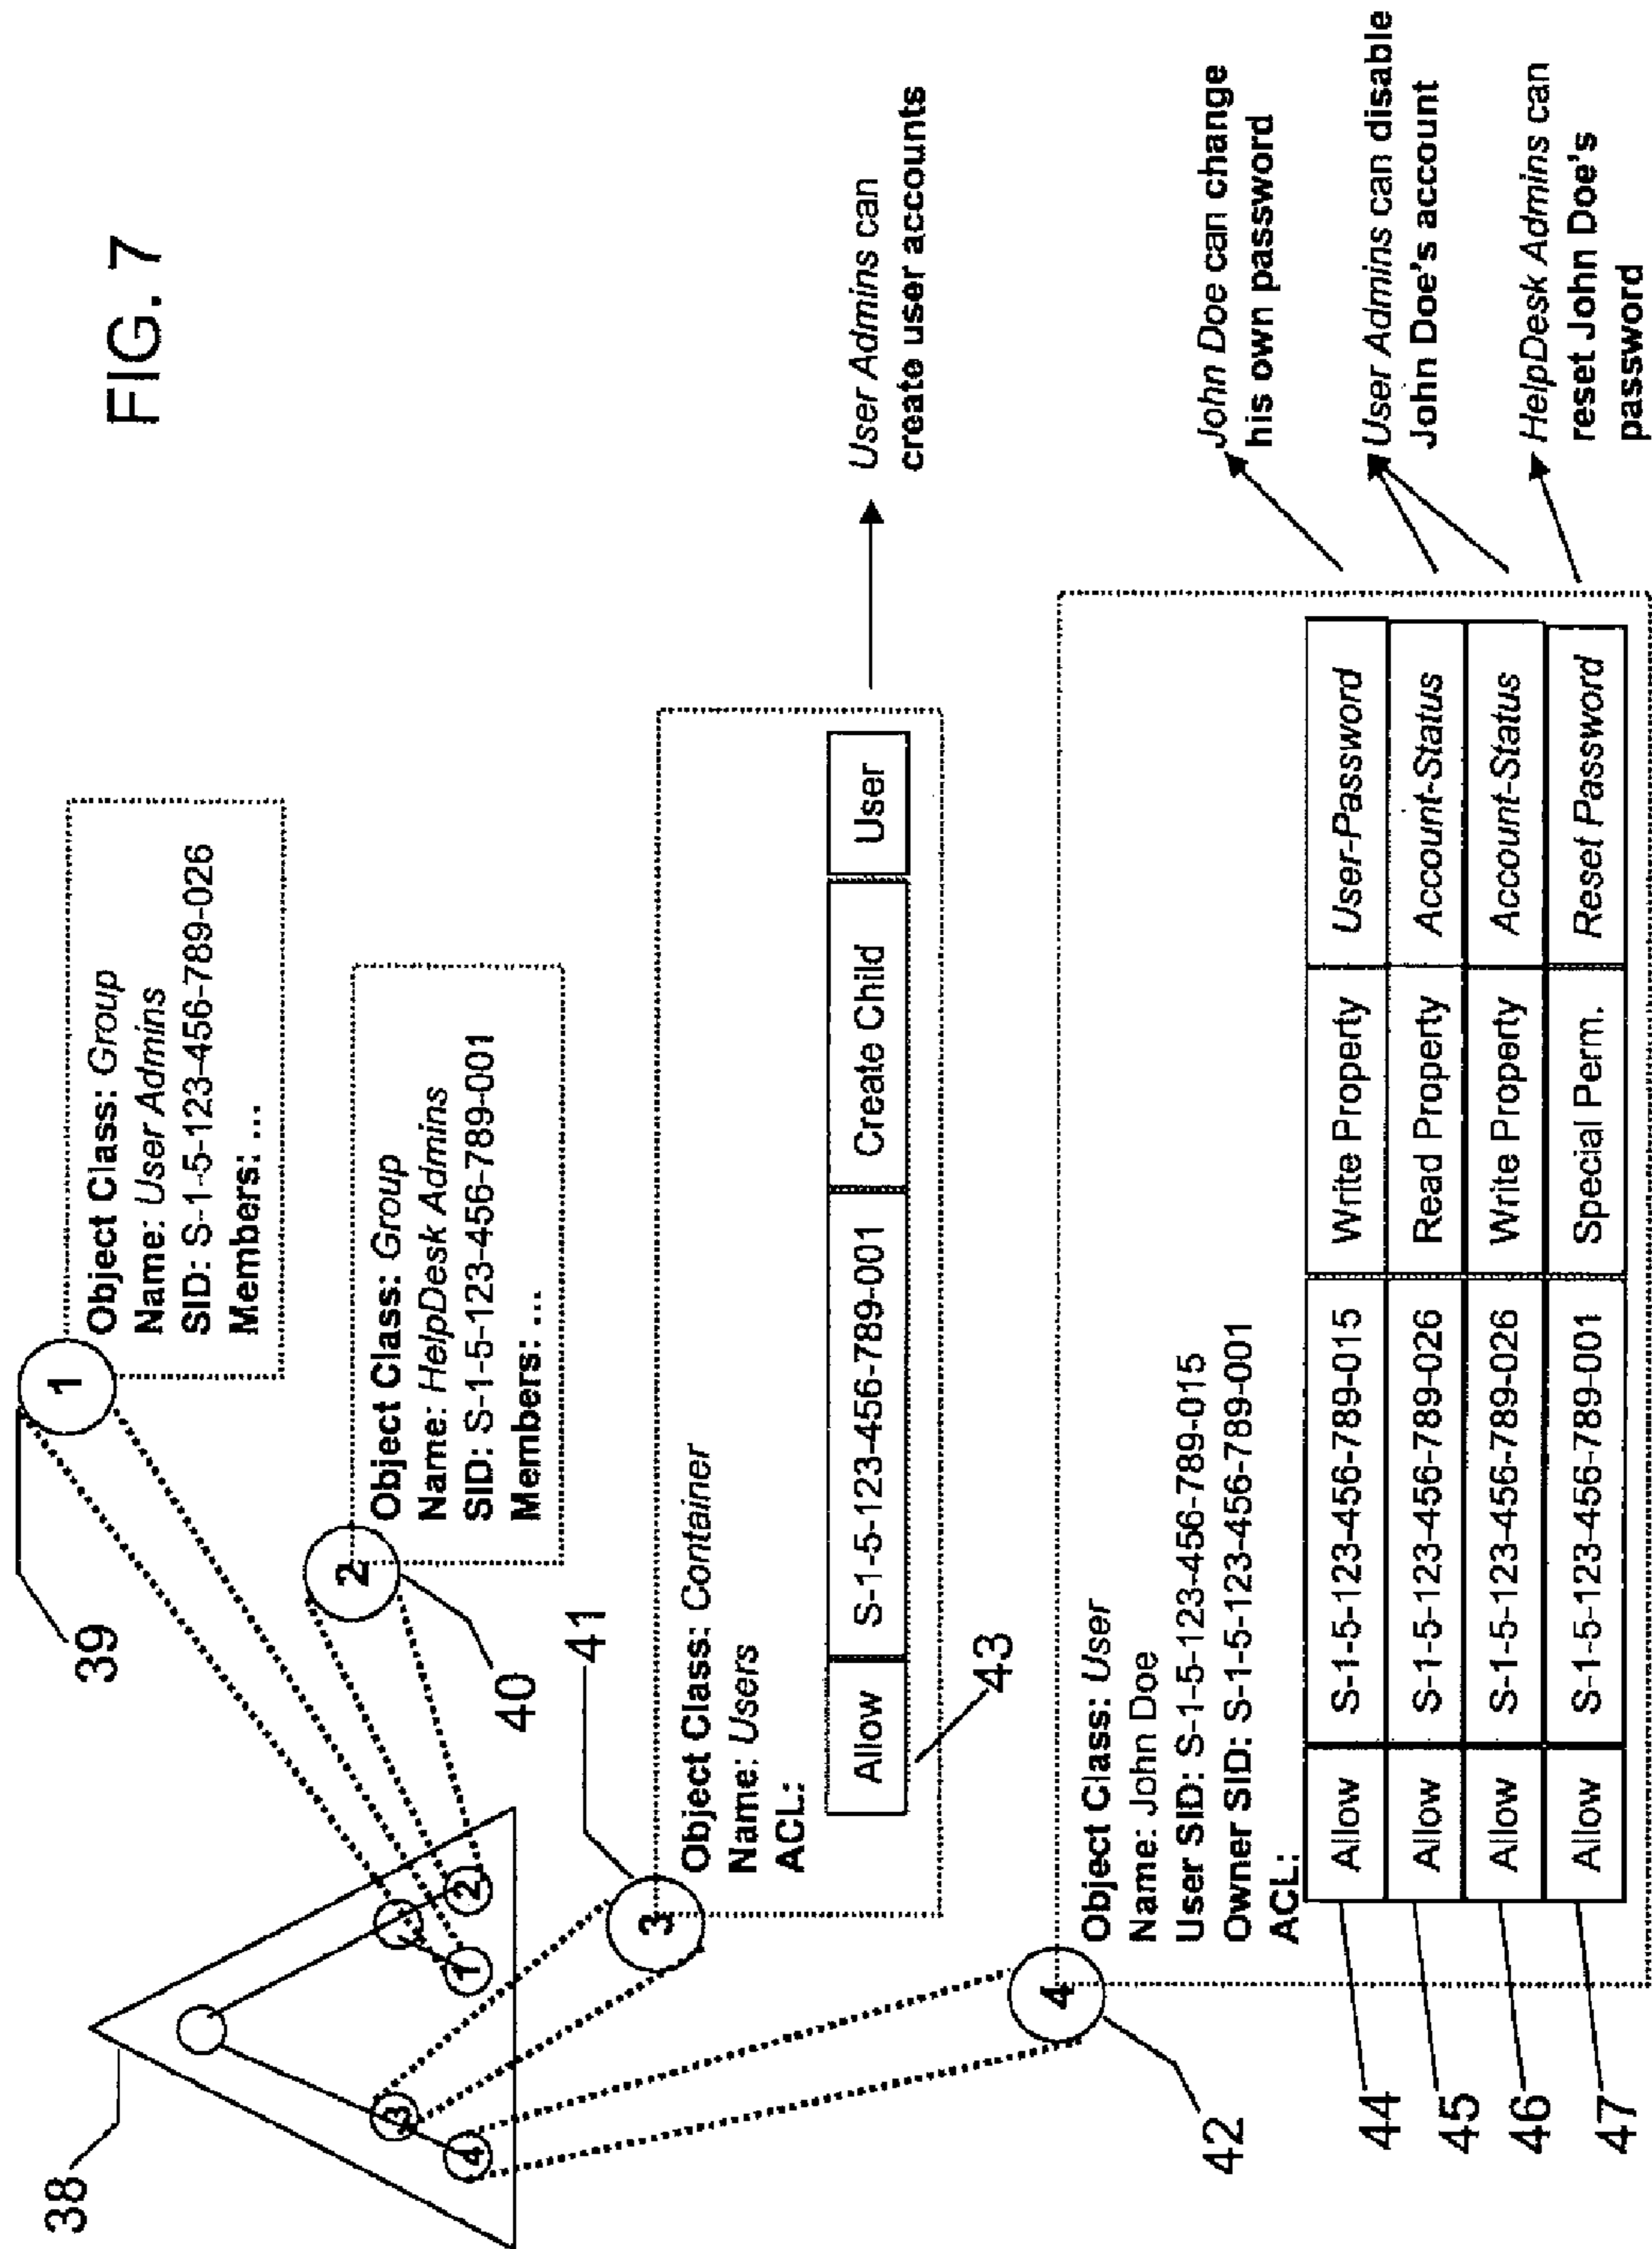 FIG. 7
38
39
1
Object Class: Group
Name: User Admins
SID: S-1-5-123-456-789-026
Members: ...
2
40
Object Class: Group
Name: HelpDesk Admins
SID: S-1-5-123-456-789-001
Members: ...
1
2
3
4
41
3
Object Class: Container
Name: Users
ACL:
Allow S-1-5-123-456-789-001 Create Child User
43
User Admins can
create user accounts
4
42
Object Class: User
Name: John Doe
User SID: S-1-5-123-456-789-015
Owner SID: S-1-5-123-456-789-001
ACL:
44 Allow S-1-5-123-456-789-015 Write Property User-Password
45 Allow S-1-5-123-456-789-026 Read Property Account-Status
46 Allow S-1-5-123-456-789-026 Write Property Account-Status
47 Allow S-1-5-123-456-789-001 Special Perm. Reset Password
John Doe can change
his own password
User Admins can disable
John Doe's account
HelpDesk Admins can
reset John Doe's
password